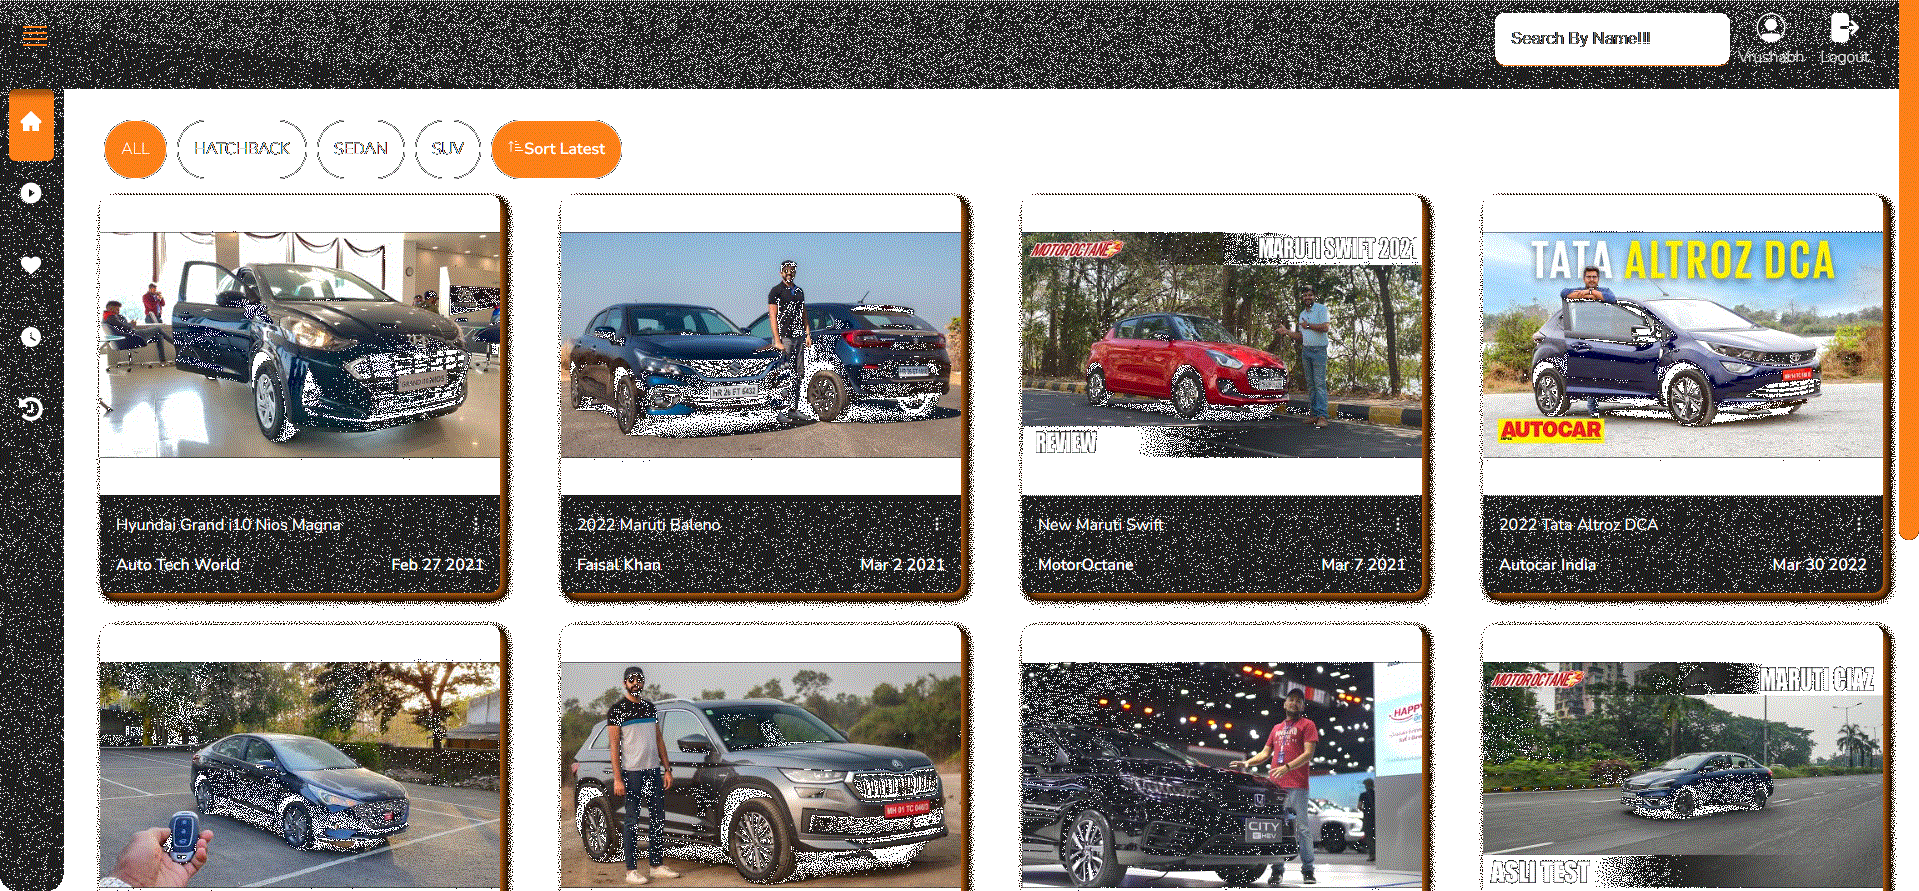 Search By Name!!!
Vrushabh
Logout
ALL
HATCHBACK
SEDAN
SUV
Sort Latest
MOTOROCTANE
MARUTI SWIFT 2021
REVIEW
TATA ALTROZ DCA
AUTOCAR
Hyundai Grand i10 Nios Magna
Auto Tech World
Feb 27 2021
2022 Maruti Baleno
Faisal Khan
Mar 2 2021
New Maruti Swift
MotorOctane
Mar 7 2021
2022 Tata Altroz DCA
Autocar India
Mar 30 2022
CITY
HAPPY
MOTOROCTANE
MARUTI CIAZ
ASLI TEST